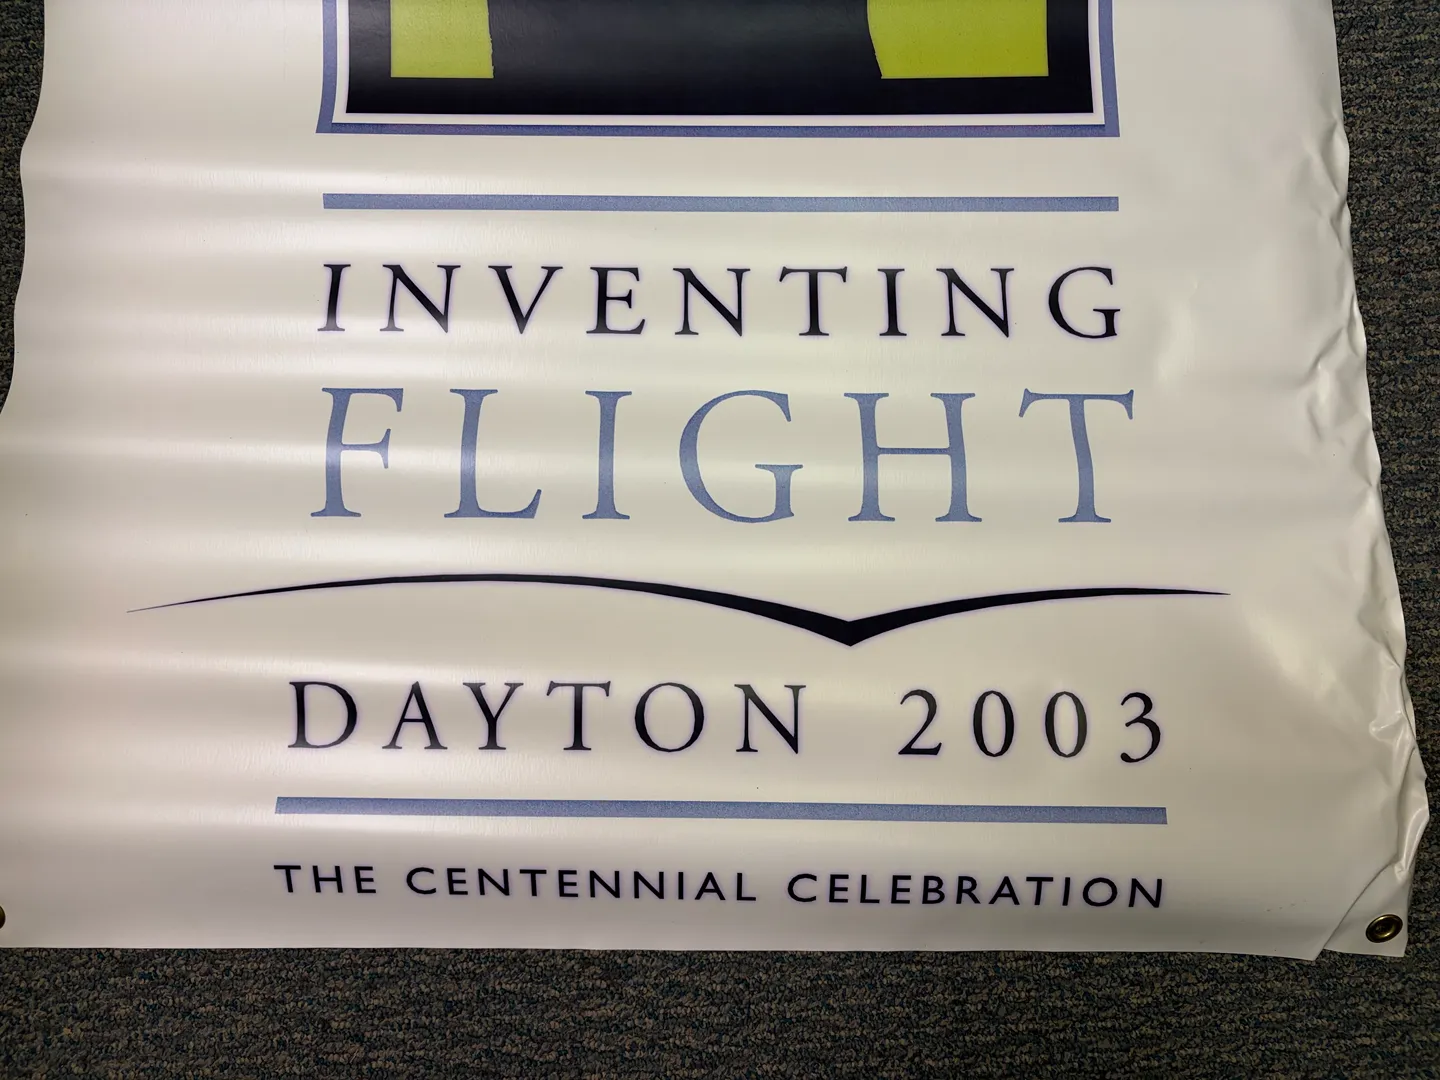 INVENTING
FLIGHT
DAYTON 2003
THE CENTENNIAL CELEBRATION